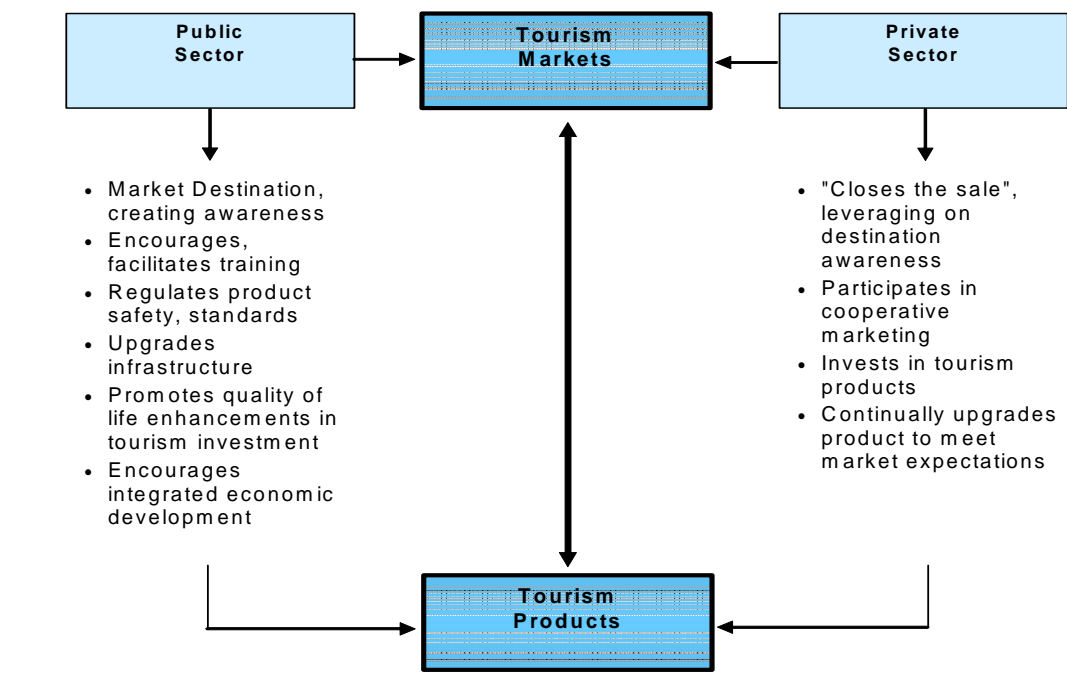 Public
Sector
Tourism
Markets
Private
Sector
• Market Destination,
creating awareness
• Encourages,
facilitates training
• Regulates product
safety, standards
• Upgrades
infrastructure
• Promotes quality of
life enhancements in
tourism investment
• Encourages
integrated economic
development
• "Closes the sale",
leveraging on
destination
awareness
• Participates in
cooperative
marketing
• Invests in tourism
products
• Continually upgrades
product to meet
market expectations
Tourism
Products